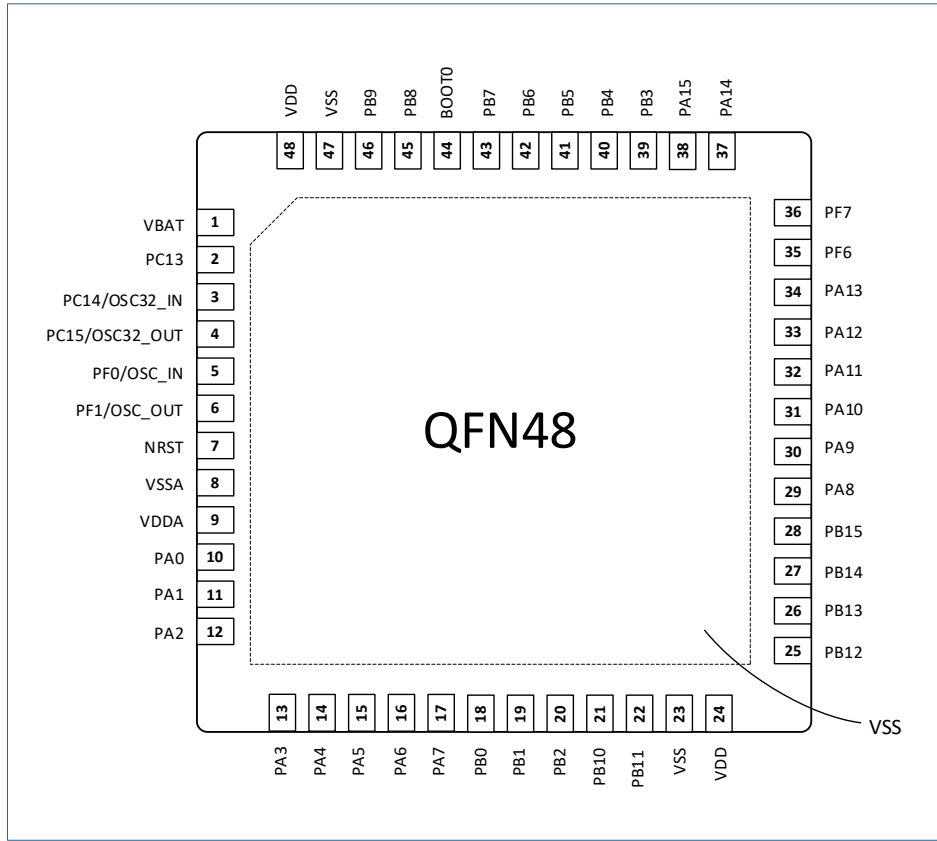 VDD
VSS
PB9
PB8
BOOT0
PB7
PB6
PB5
PB4
PB3
PA15
PA14
48
47
46
45
44
43
42
41
40
39
38
37
VBAT 1
PC13 2
PC14/OSC32_IN 3
PC15/OSC32_OUT 4
PF0/OSC_IN 5
PF1/OSC_OUT 6
NRST 7
VSSA 8
VDDA 9
PA0 10
PA1 11
PA2 12
QFN48
36 PF7
35 PF6
34 PA13
33 PA12
32 PA11
31 PA10
30 PA9
29 PA8
28 PB15
27 PB14
26 PB13
25 PB12
13
14
15
16
17
18
19
20
21
22
23
24
PA3
PA4
PA5
PA6
PA7
PB0
PB1
PB2
PB10
PB11
VSS
VDD
VSS